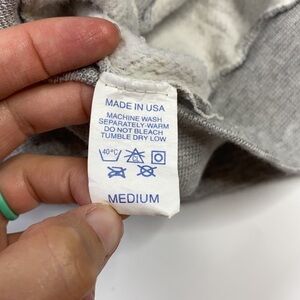 MADE IN USA
MACHINE WASH
SEPARATELY-WARM
DO NOT BLEACH
TUMBLE DRY LOW
40°C
MEDIUM